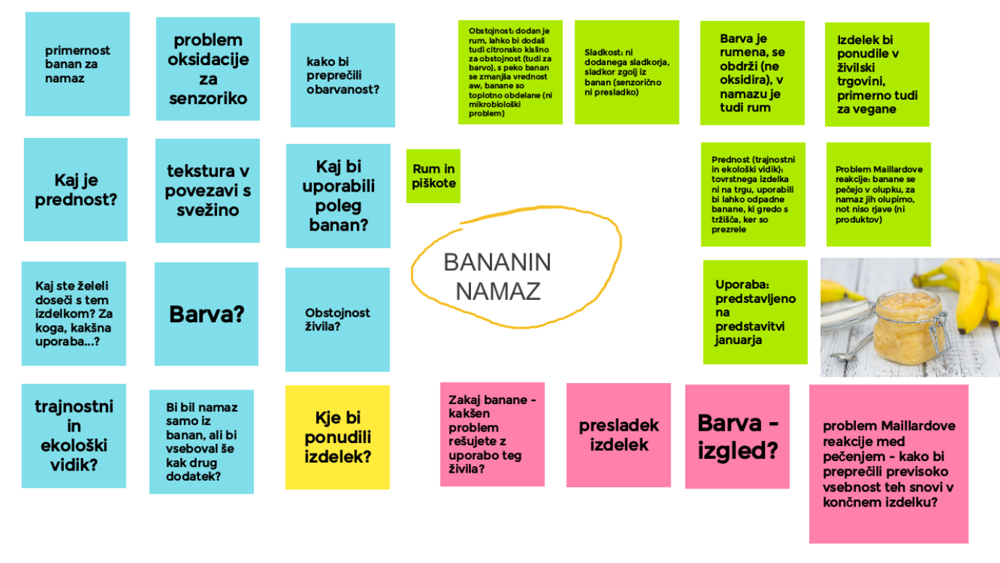 primernost
banan za
namaz
problem
oksidacije
za
senzoriko
kako bi
preprečili
obarvanost?
Obstojnost: dodan je
rum, lahko bi dodali
tudi citronsko kislino
za obstojnost (tudi za
barvo), s peko banan
se zmanjša vrednost
aw, banane so
toplotno obdelane (ni
mikrobiološki
problem)
Sladkost: ni
dodanega sladkorja,
sladkor zgolj iz
banan (senzorično
ni presladko)
Barva je
rumena, se
obdrži (ne
oksidira), v
namazu je
tudi rum
Izdelek bi
ponudile v
živilski
trgovini,
primerno tudi
za vegane
Kaj je
prednost?
tekstura v
povezavi s
svežino
Kaj bi
uporabili
poleg
banan?
Rum in
piškote
Prednost (trajnostni
in ekološki vidik):
tovrstnega izdelka
ni na trgu, uporabili
bi lahko odpadne
banane, ki gredo s
tržišča, ker so
prezrele
Problem Maillardove
reakcije: banane se
pečejo v olupku, za
namaz jih olupimo,
not niso rjave (ni
produktov)
BANANIN
NAMAZ
Kaj ste želeli
doseči s tem
izdelkom? Za
koga, kakšna
uporaba...?
Barva?
Obstojnost
živila?
Uporaba:
predstavljeno
na
predstavitvi
januarja
trajnostni
in
ekološki
vidik?
Bi bil namaz
samo iz
banan, ali bi
vseboval še
kak drug
dodatek?
Kje bi
ponudili
izdelek?
Zakaj banane -
kakšen
problem
rešujete z
uporabo teg
živila?
presladek
izdelek
Barva -
izgled?
problem Maillardove
reakcije med
pečenjem - kako bi
preprečili previsoko
vsebnost teh snovi v
končnem izdelku?